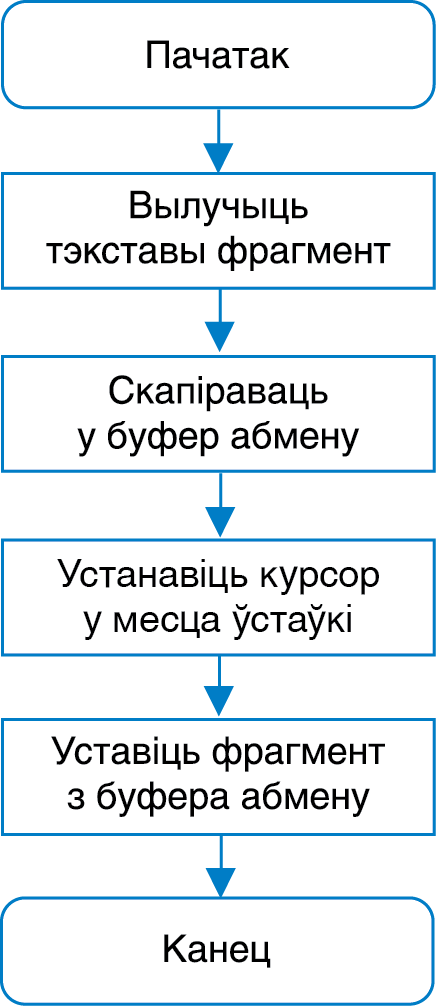 Пачатак
Вылучыць
тэкставы фрагмент
Скапіраваць
у буфер абмену
Устанавіць курсор
у месца ўстаўкі
Уставіць фрагмент
з буфера абмену
Канец